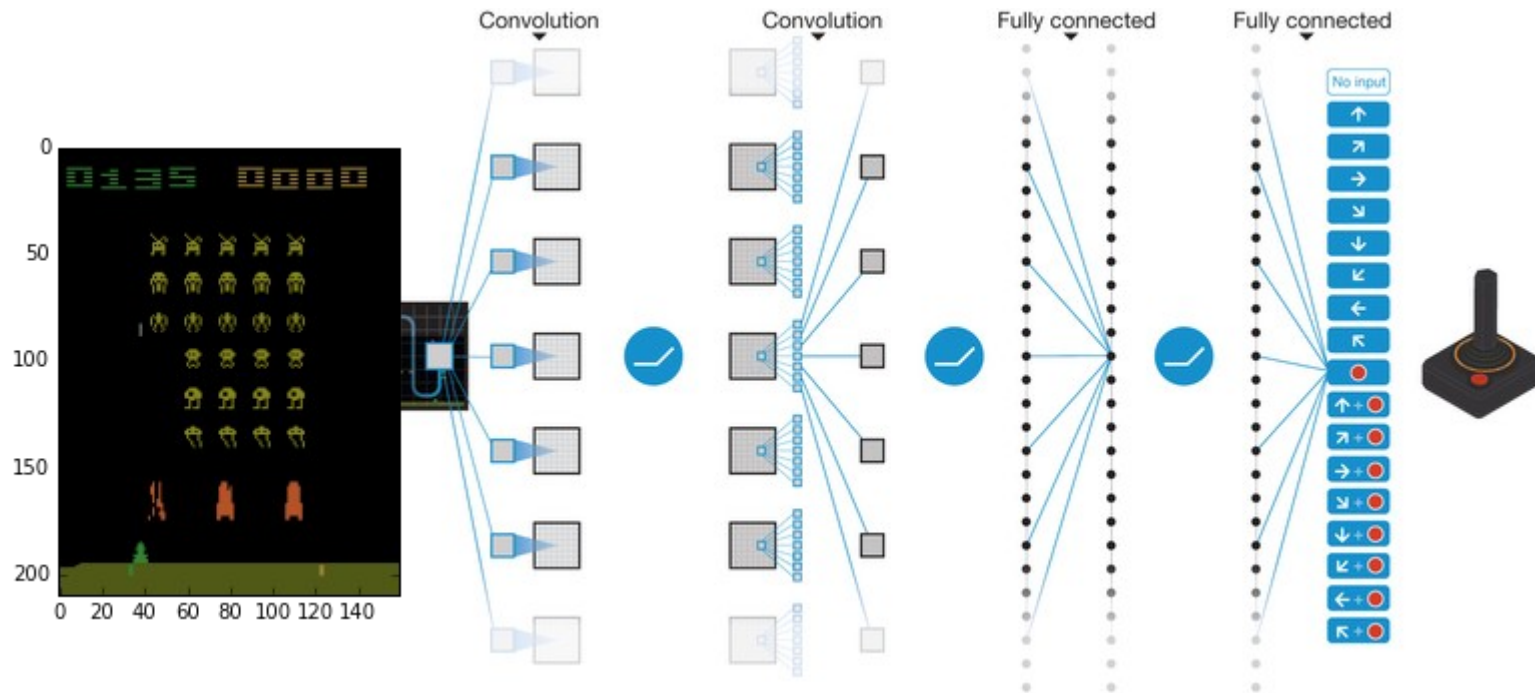 Convolution
Convolution
Fully connected
Fully connected
No input
0
50
100
150
200
0135 0000
0 20 40 60 80 100 120 140